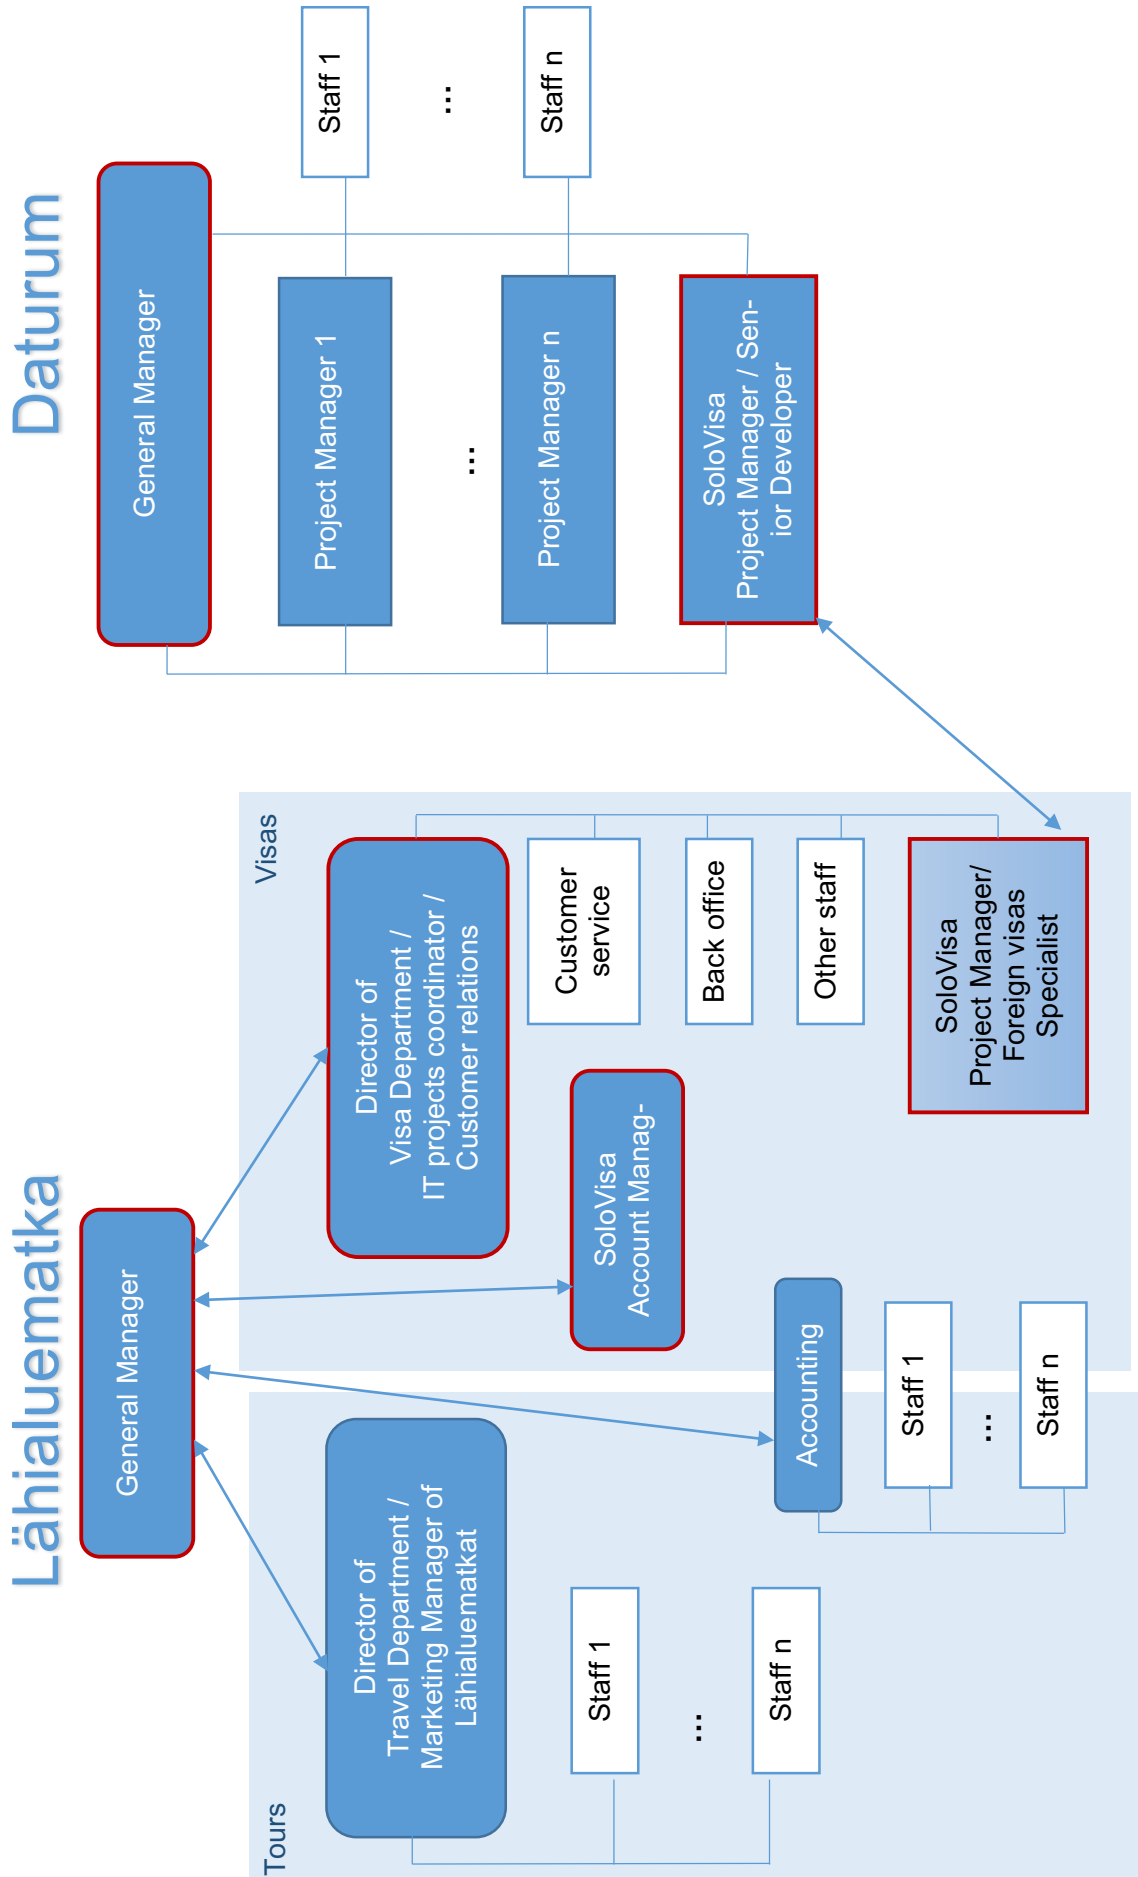 Lähialuematka
General Manager
Tours
Director of
Travel Department /
Marketing Manager of
Lähialuematkat
Staff 1
...
Staff n
Accounting
Staff 1
...
Staff n
Visas
Director of
Visa Department /
IT projects coordinator /
Customer relations
SoloVisa
Account Manag-
Customer
service
Back office
Other staff
SoloVisa
Project Manager/
Foreign visas
Specialist
Daturum
General Manager
Project Manager 1
...
Project Manager n
SoloVisa
Project Manager / Sen-
ior Developer
Staff 1
...
Staff n